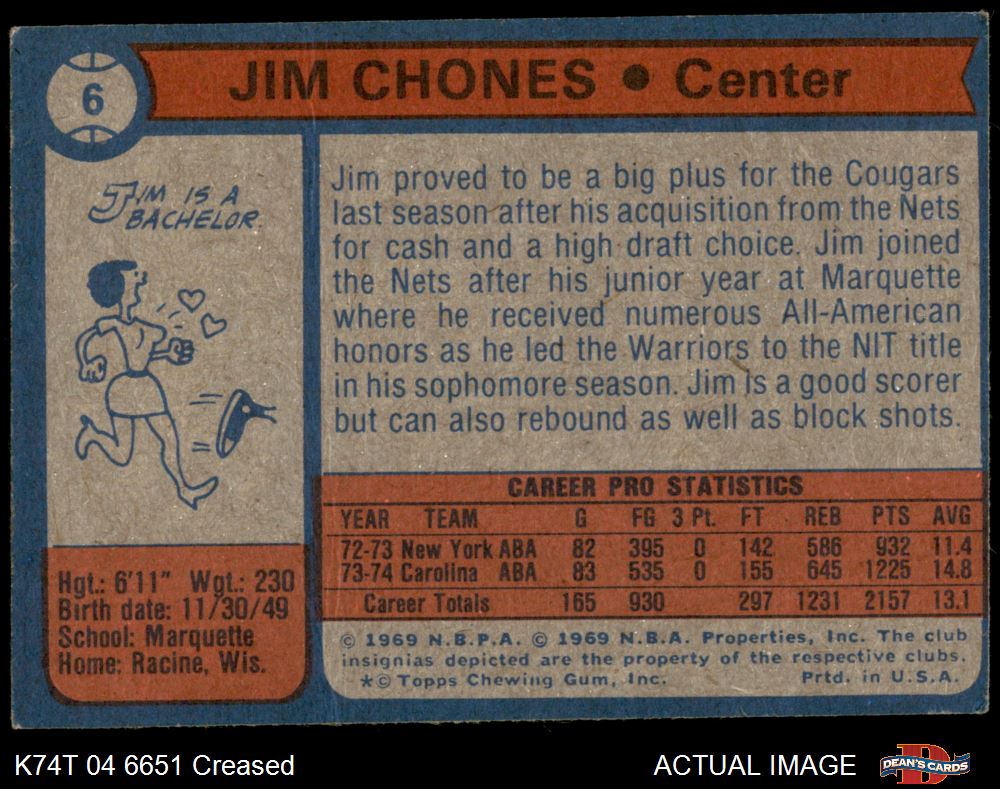 6
JIM CHONES • Center
JIM IS A
BACHELOR
Jim proved to be a big plus for the Cougars
last season after his acquisition from the Nets
for cash and a high draft choice. Jim joined
the Nets after his junior year at Marquette
where he received numerous All-American
honors as he led the Warriors to the NIT title
in his sophomore season. Jim is a good scorer
but can also rebound as well as block shots.
Hgt.: 6'11" Wgt.: 230
Birth date: 11/30/49
School: Marquette
Home: Racine, Wis.
CAREER PRO STATISTICS
YEAR TEAM G FG 3 Pt. FT REB PTS AVG
72-73 New York ABA 82 395 0 142 586 932 11.4
73-74 Carolina ABA 83 535 0 155 645 1225 14.8
Career Totals 165 930 297 1231 2157 13.1
© 1969 N.B.P.A. © 1969 N.B.A. Properties, Inc. The club
insignias depicted are the property of the respective clubs.
*© Topps Chewing Gum, Inc. Prtd. in U.S.A.
K74T 04 6651 Creased
ACTUAL IMAGE
DEAN'S CARDS